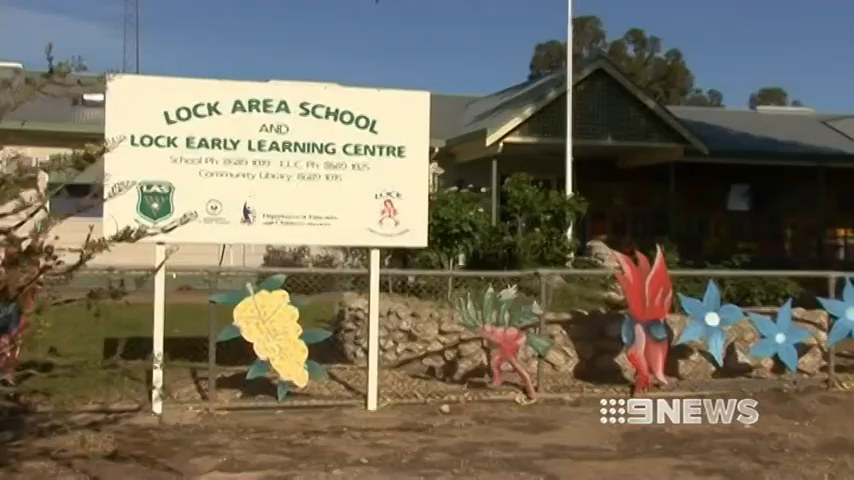 LOCK AREA SCHOOL
AND
LOCK EARLY LEARNING CENTRE
School Ph: 8689 1019 E.L.C. Ph: 8689 1025
Community Library: 8689
LAS
LOCK
9NEWS